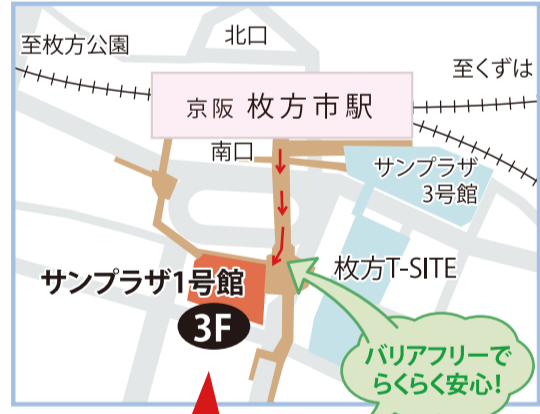 北口
至枚方公園
至くずは
京阪 枚方市駅
南口
サンプラザ
3号館
枚方T-SITE
サンプラザ1号館
3F
バリアフリーで
らくらく安心!